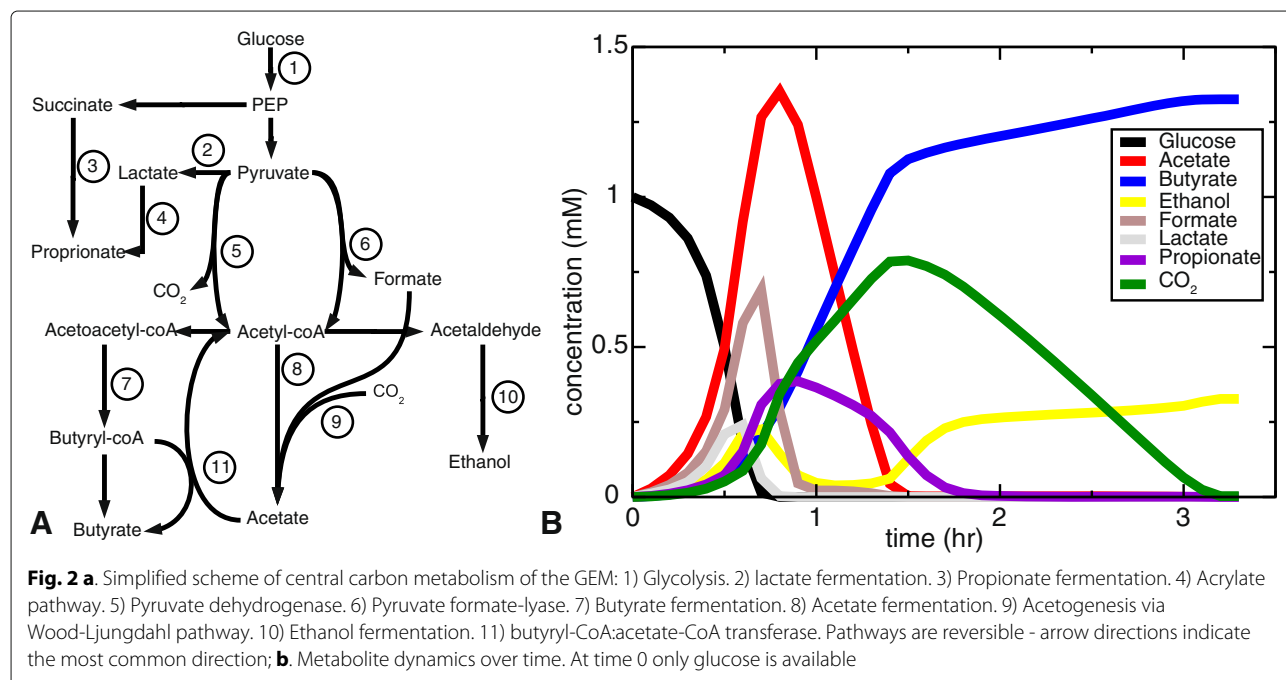 Glucose
1
Succinate
PEP
3
2
Lactate
Pyruvate
4
5
6
Proprionate
CO2
Formate
Acetoacetyl-coA
Acetyl-coA
Acetaldehyde
7
8
CO2
9
10
Butyryl-coA
11
Ethanol
Acetate
Butyrate
A
1.5
1
0.5
0
concentration (mM)
Glucose
Acetate
Butyrate
Ethanol
Formate
Lactate
Propionate
CO2
0
1
2
3
time (hr)
B
Fig. 2 a. Simplified scheme of central carbon metabolism of the GEM: 1) Glycolysis. 2) lactate fermentation. 3) Propionate fermentation. 4) Acrylate
pathway. 5) Pyruvate dehydrogenase. 6) Pyruvate formate-lyase. 7) Butyrate fermentation. 8) Acetate fermentation. 9) Acetogenesis via
Wood-Ljungdahl pathway. 10) Ethanol fermentation. 11) butyryl-CoA:acetate-CoA transferase. Pathways are reversible - arrow directions indicate
the most common direction; b. Metabolite dynamics over time. At time 0 only glucose is available